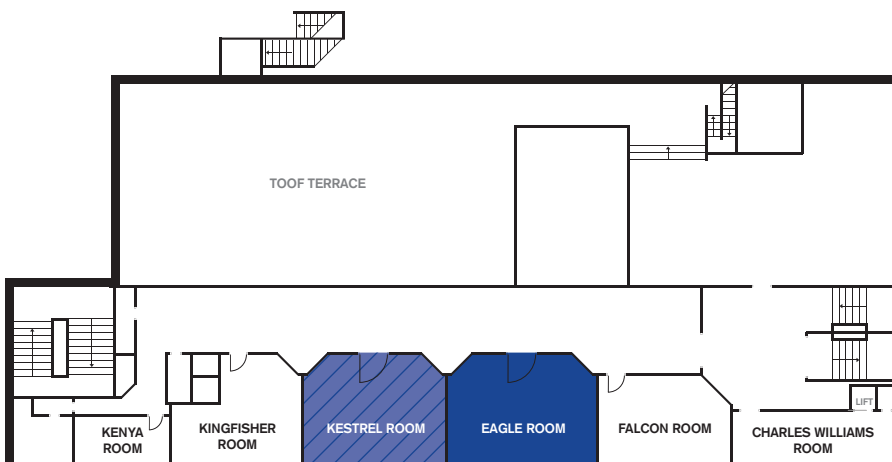 TOOF TERRACE
LIFT
KENYA
ROOM
KINGFISHER
ROOM
KESTREL ROOM
EAGLE ROOM
FALCON ROOM
CHARLES WILLIAMS
ROOM